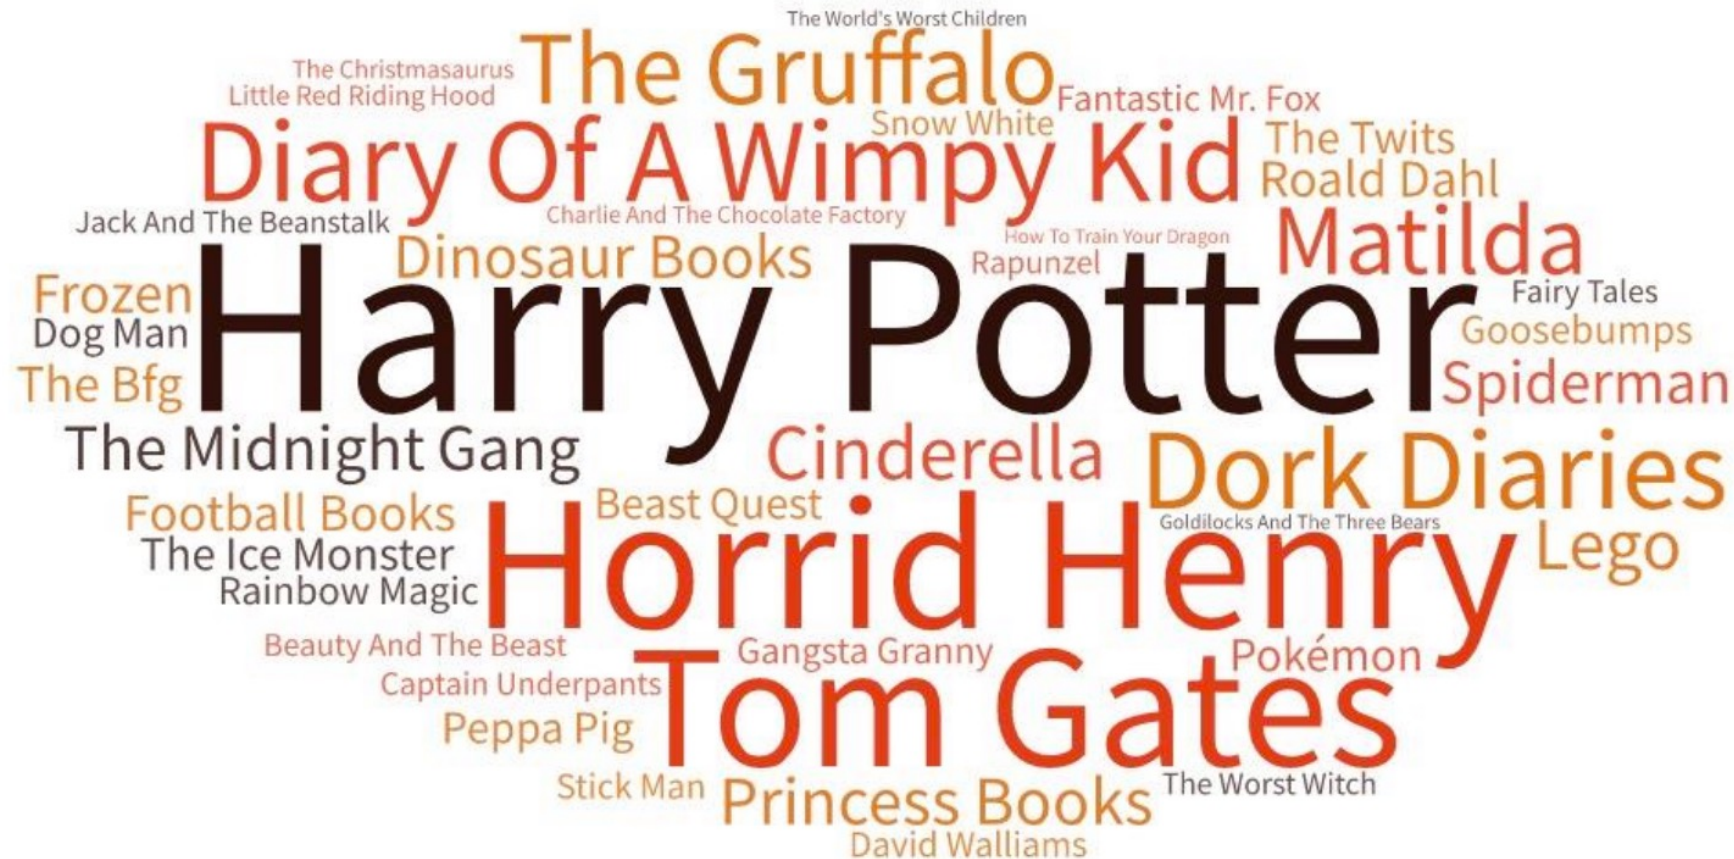 The World's Worst Children
The Gruffalo
The Christmasaurus
Little Red Riding Hood
Fantastic Mr. Fox
Snow White
Diary Of A Wimpy Kid
The Twits
Roald Dahl
Jack And The Beanstalk
Charlie And The Chocolate Factory
How To Train Your Dragon
Matilda
Dinosaur Books
Rapunzel
Frozen
Harry Potter
Fairy Tales
Dog Man
Goosebumps
The Bfg
Spiderman
The Midnight Gang
Cinderella
Dork Diaries
Football Books
Beast Quest
Goldilocks And The Three Bears
The Ice Monster
Horrid Henry
Lego
Rainbow Magic
Beauty And The Beast
Gangsta Granny
Pokémon
Captain Underpants
Tom Gates
Peppa Pig
Stick Man
Princess Books
The Worst Witch
David Walliams